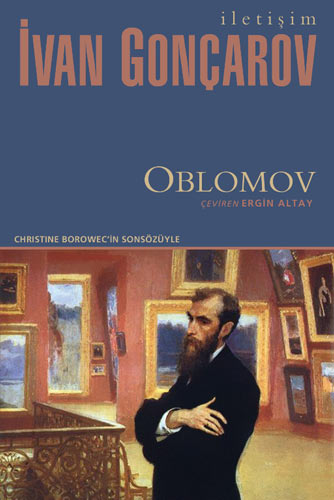 iletişim
İVAN GONÇAROV
OBLOMOV
ÇEVİREN ERGİN ALTAY
CHRISTINE BOROWEC'İN SONSÖZÜYLE